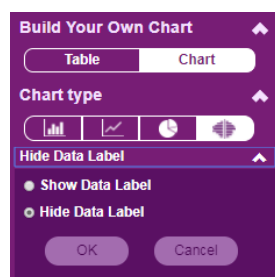 Build Your Own Chart
Table Chart
Chart type
Hide Data Label
Show Data Label
Hide Data Label
OK Cancel